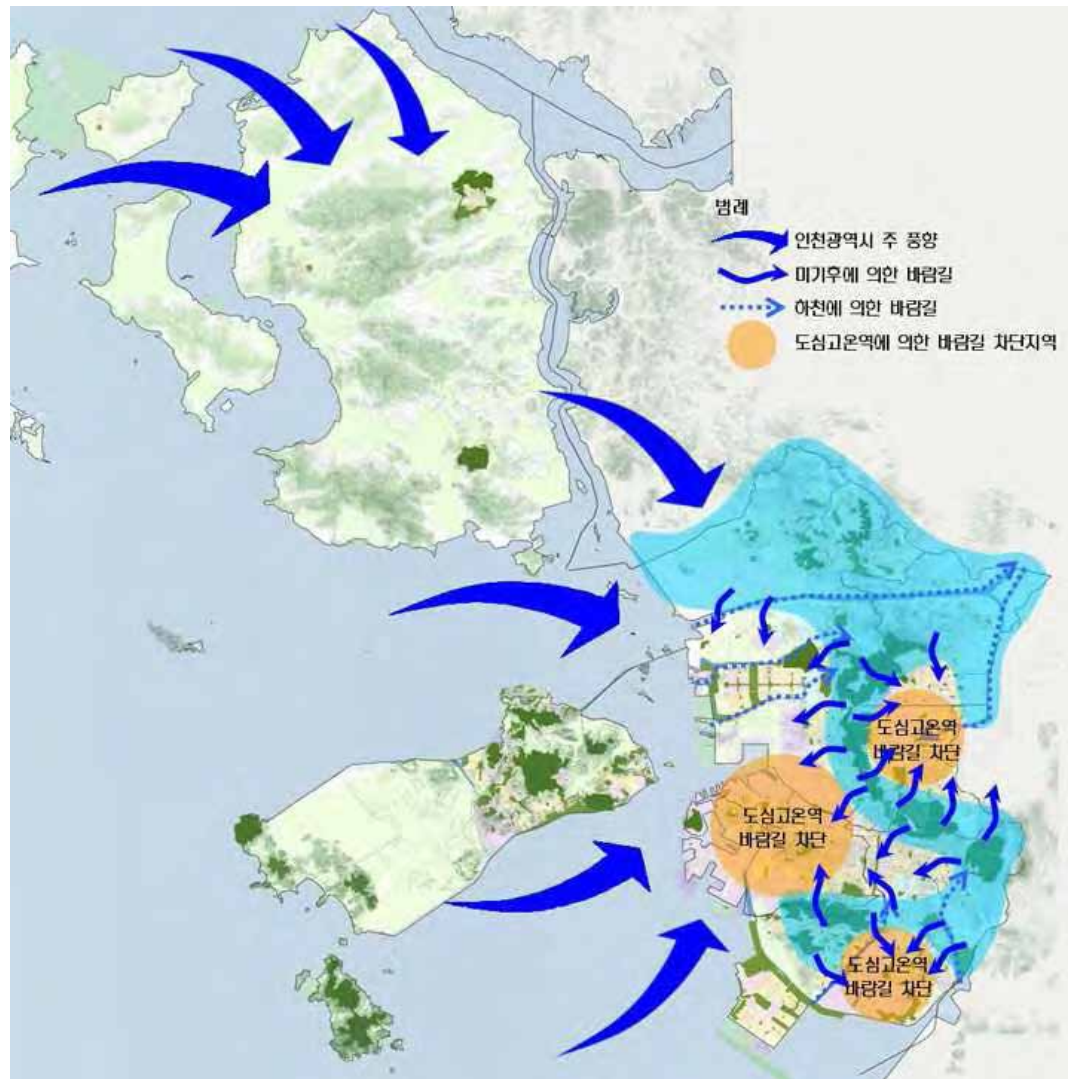 범례
인천광역시 주 풍향
미기후에 의한 바람길
하천에 의한 바람길
도심고온역에 의한 바람길 차단지역
도심고온역
바람길 차단
도심고온역
바람길 차단
도심고온역
바람길 차단